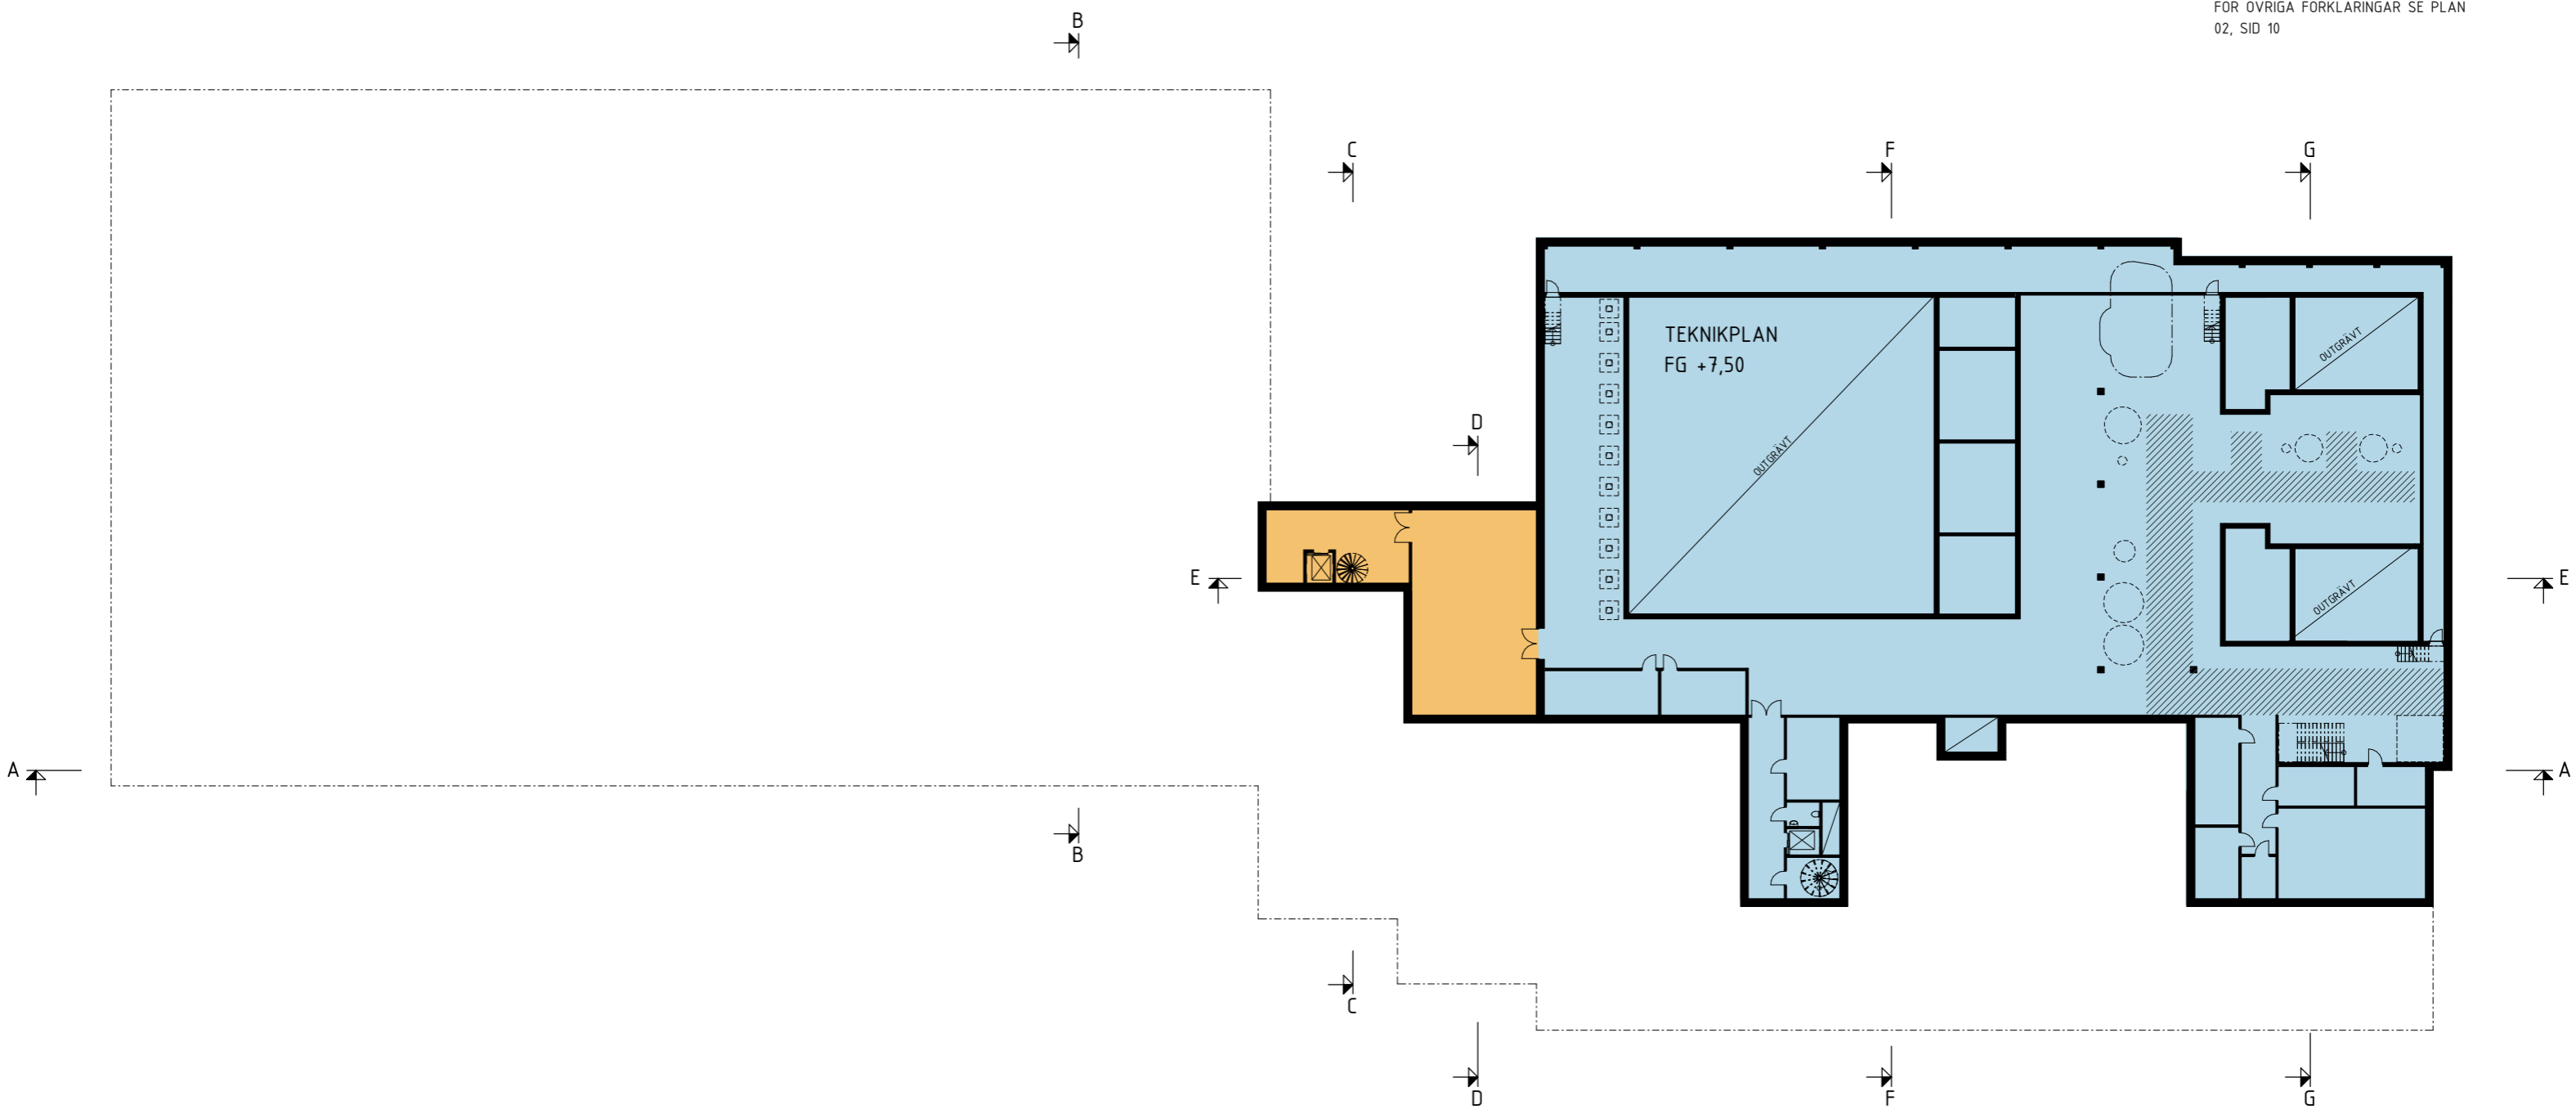 FÖR ÖVRIGA FÖRKLARINGAR SE PLAN
02, SID 10
B
C
F
G
TEKNIKPLAN
FG +7,50
OUTGRÄVT
D
OUTGRÄVT
E
E
OUTGRÄVT
A
A
B
C
D
F
G